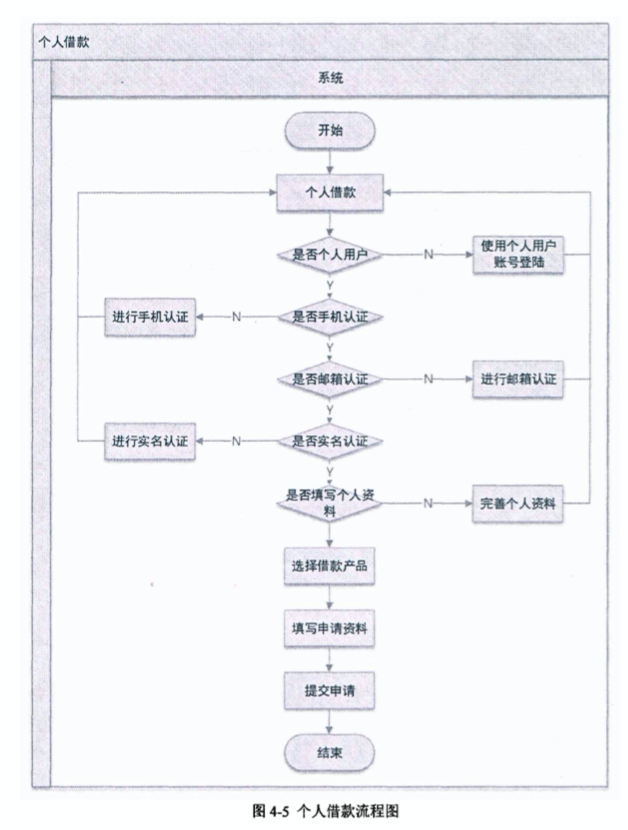 个人借款
系统
开始
个人借款
是否个人用户
N
使用个人用户
账号登陆
Y
进行手机认证
N
是否手机认证
Y
是否邮箱认证
N
进行邮箱认证
Y
进行实名认证
N
是否实名认证
Y
是否填写个人资
料
N
完善个人资料
选择借款产品
填写申请资料
提交申请
结束
图 4-5 个人借款流程图